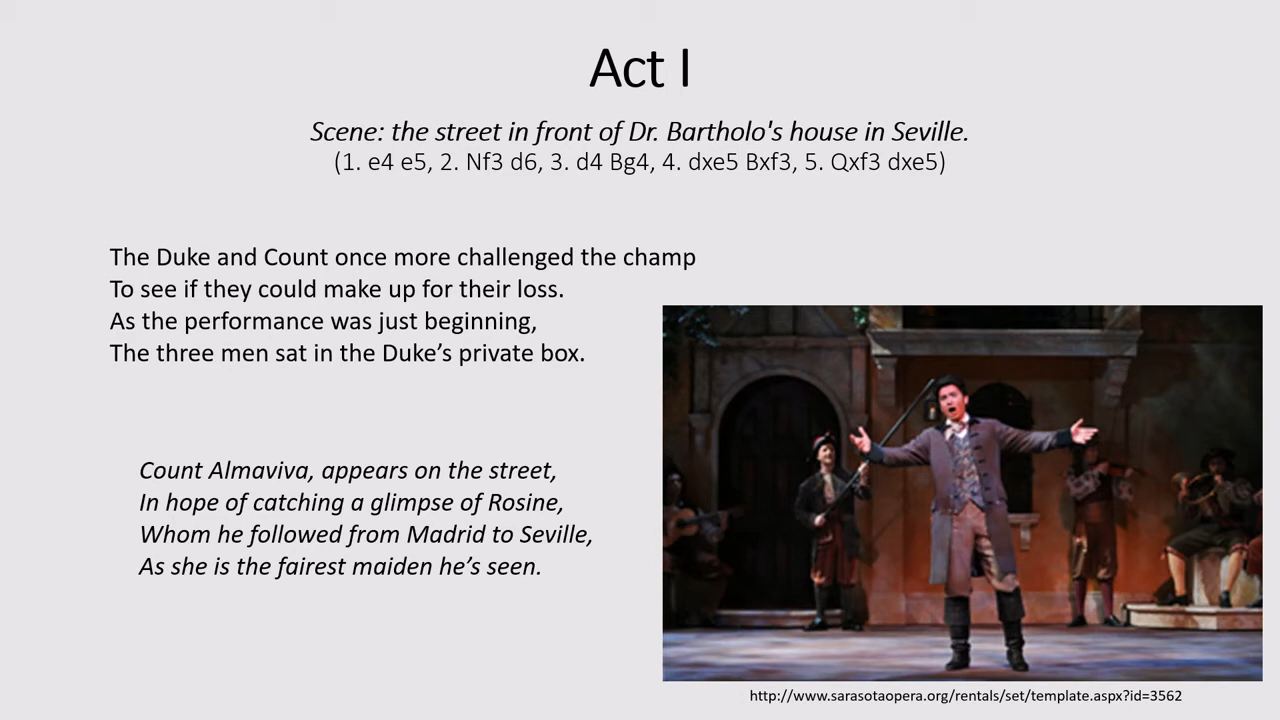 Act I
Scene: the street in front of Dr. Bartholo's house in Seville.
(1. e4 e5, 2. Nf3 d6, 3. d4 Bg4, 4. dxe5 Bxf3, 5. Qxf3 dxe5)
The Duke and Count once more challenged the champ
To see if they could make up for their loss.
As the performance was just beginning,
The three men sat in the Duke’s private box.
Count Almaviva, appears on the street,
In hope of catching a glimpse of Rosine,
Whom he followed from Madrid to Seville,
As she is the fairest maiden he’s seen.
http://www.sarasotaopera.org/rentals/set/template.aspx?id=3562